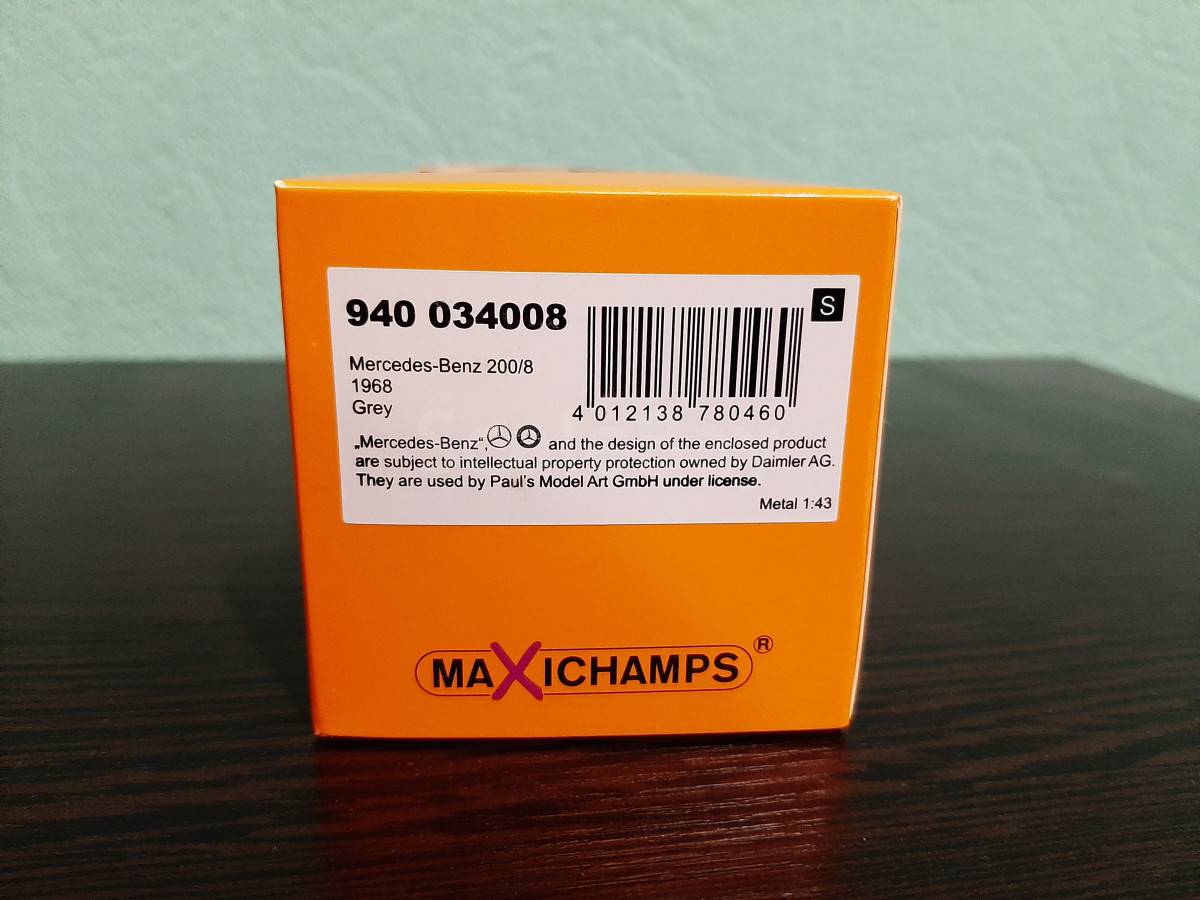 940 034008
S
Mercedes-Benz 200/8
1968
Grey
4 012138 780460
„Mercedes-Benz“, and the design of the enclosed product
are subject to intellectual property protection owned by Daimler AG.
They are used by Paul's Model Art GmbH under license.
Metal 1:43
MAXICHAMPS®